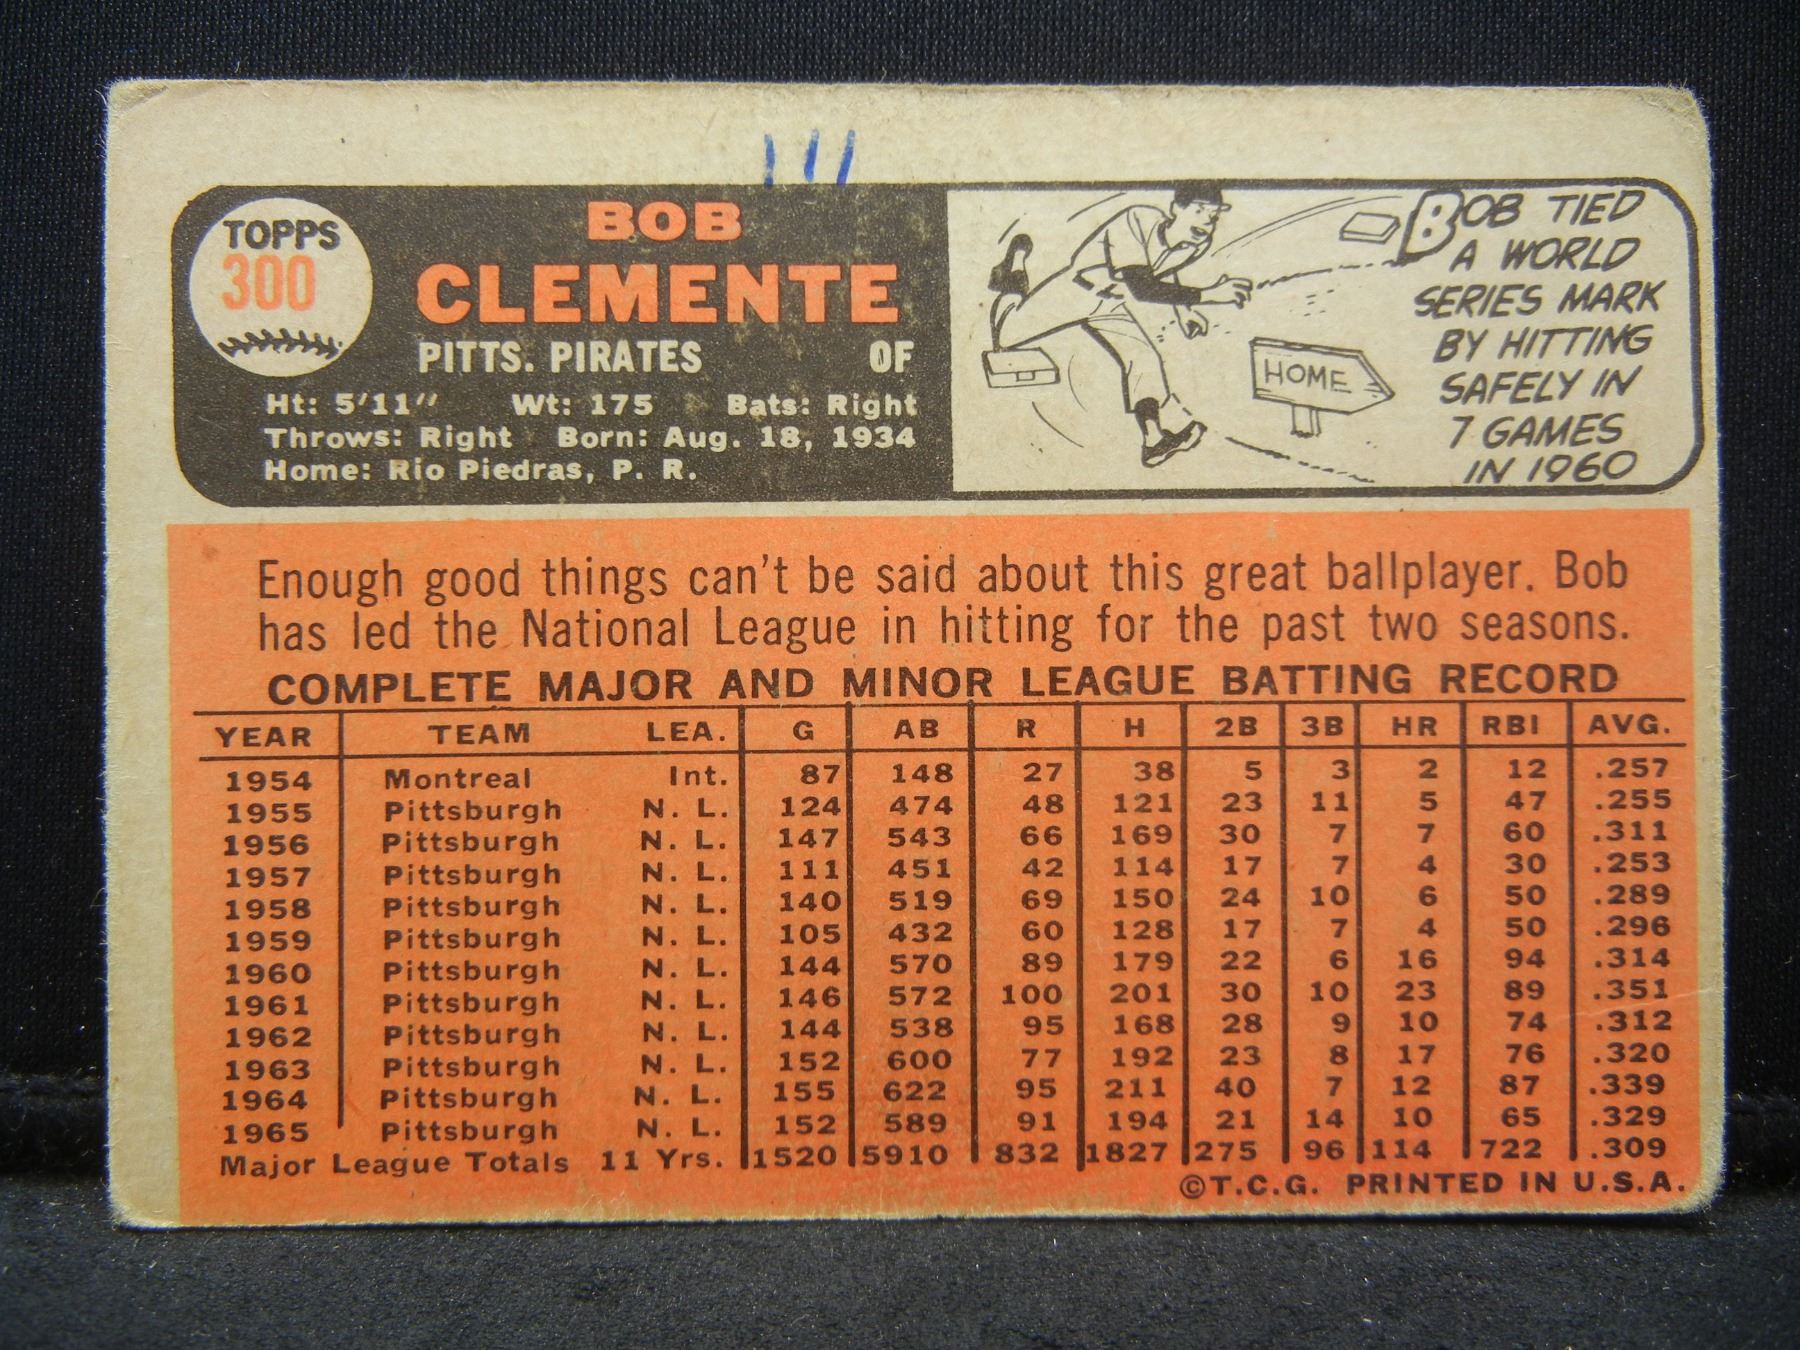 111
TOPPS
300
BOB
CLEMENTE
PITTS. PIRATES OF
Ht: 5'11" Wt: 175 Bats: Right
Throws: Right Born: Aug. 18, 1934
Home: Rio Piedras, P. R.
HOME
BOB TIED
A WORLD
SERIES MARK
BY HITTING
SAFELY IN
7 GAMES
IN 1960
Enough good things can't be said about this great ballplayer. Bob
has led the National League in hitting for the past two seasons.
COMPLETE MAJOR AND MINOR LEAGUE BATTING RECORD
YEAR TEAM LEA. G AB R H 2B 3B HR RBI AVG.
1954 Montreal Int. 87 148 27 38 5 3 2 12 .257
1955 Pittsburgh N. L. 124 474 48 121 23 11 5 47 .255
1956 Pittsburgh N. L. 147 543 66 169 30 7 7 60 .311
1957 Pittsburgh N. L. 111 451 42 114 17 7 4 30 .253
1958 Pittsburgh N. L. 140 519 69 150 24 10 6 50 .289
1959 Pittsburgh N. L. 105 432 60 128 17 7 4 50 .296
1960 Pittsburgh N. L. 144 570 89 179 22 6 16 94 .314
1961 Pittsburgh N. L. 146 572 100 201 30 10 23 89 .351
1962 Pittsburgh N. L. 144 538 95 168 28 9 10 74 .312
1963 Pittsburgh N. L. 152 600 77 192 23 8 17 76 .320
1964 Pittsburgh N. L. 155 622 95 211 40 7 12 87 .339
1965 Pittsburgh N. L. 152 589 91 194 21 14 10 65 .329
Major League Totals 11 Yrs. 1520 5910 832 1827 275 96 114 722 .309
©T.C.G. PRINTED IN U.S.A.